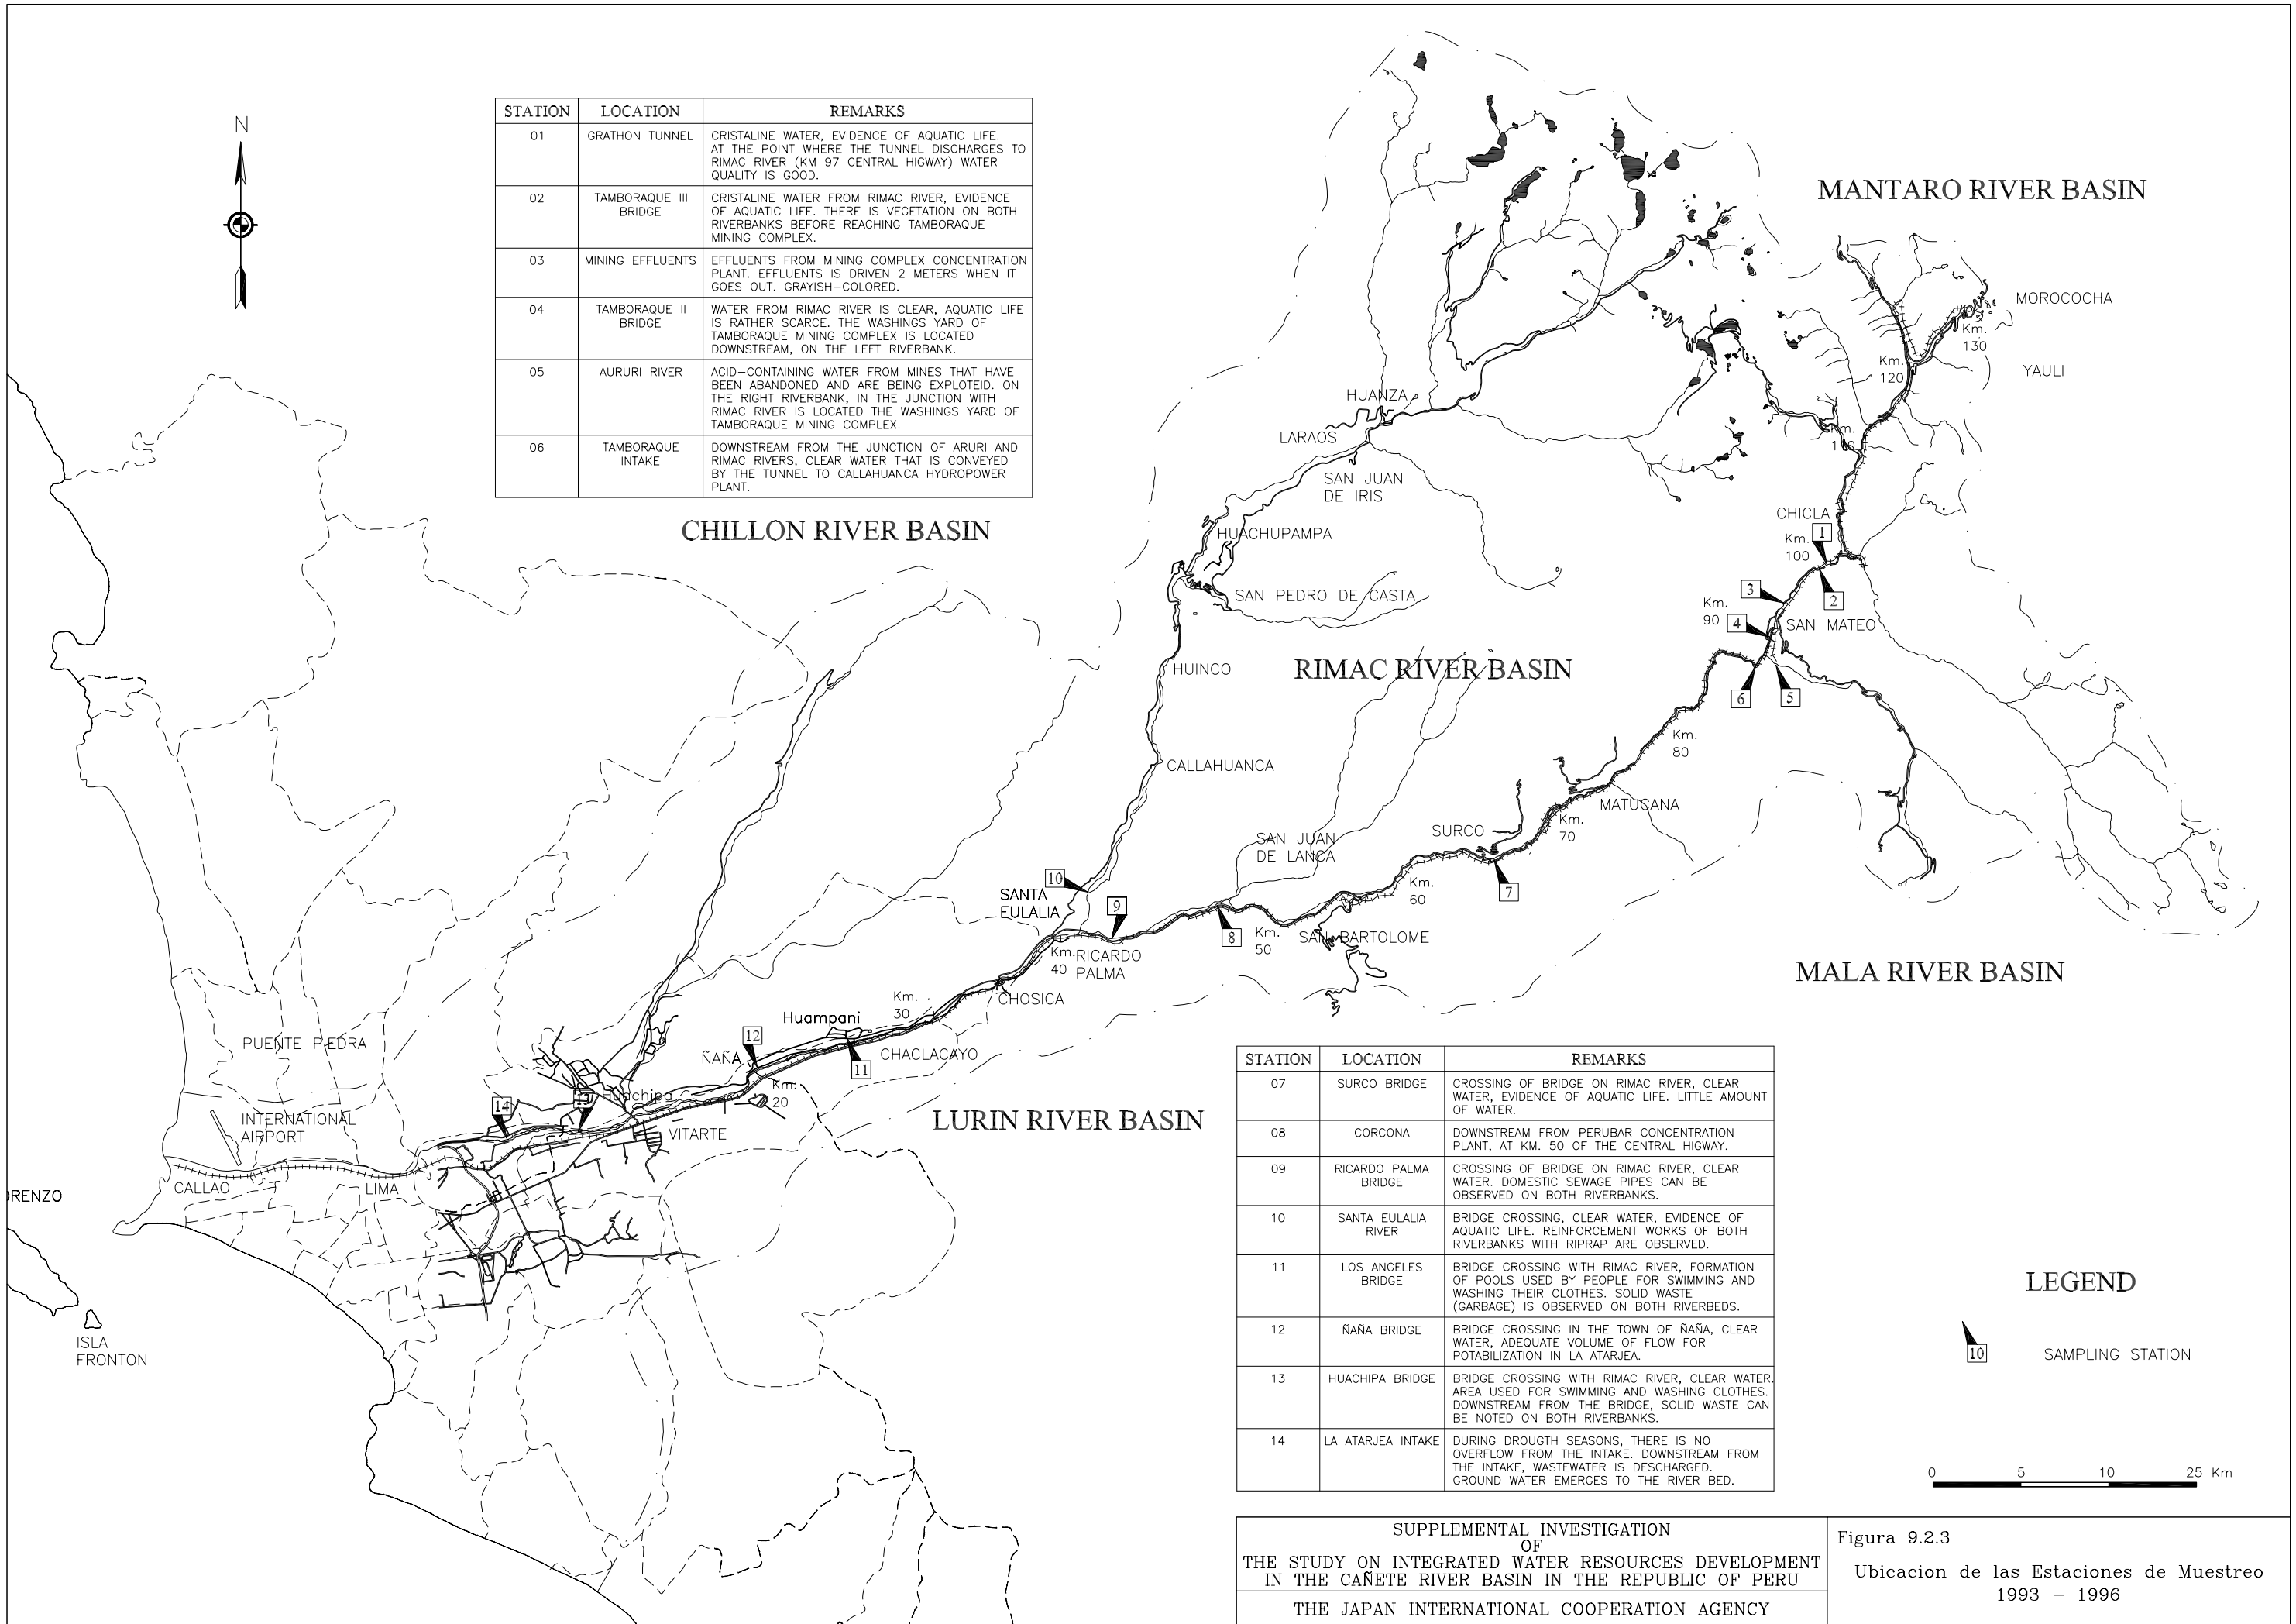 N
STATION LOCATION REMARKS
01 GRATHON TUNNEL CRISTALINE WATER, EVIDENCE OF AQUATIC LIFE.
AT THE POINT WHERE THE TUNNEL DISCHARGES TO
RIMAC RIVER (KM 97 CENTRAL HIGWAY) WATER
QUALITY IS GOOD.
02 TAMBORAQUE III CRISTALINE WATER FROM RIMAC RIVER, EVIDENCE
BRIDGE OF AQUATIC LIFE. THERE IS VEGETATION ON BOTH
RIVERBANKS BEFORE REACHING TAMBORAQUE
MINING COMPLEX.
03 MINING EFFLUENTS EFFLUENTS FROM MINING COMPLEX CONCENTRATION
PLANT. EFFLUENTS IS DRIVEN 2 METERS WHEN IT
GOES OUT. GRAYISH-COLORED.
04 TAMBORAQUE II WATER FROM RIMAC RIVER IS CLEAR, AQUATIC LIFE
BRIDGE IS RATHER SCARCE. THE WASHINGS YARD OF
TAMBORAQUE MINING COMPLEX IS LOCATED
DOWNSTREAM, ON THE LEFT RIVERBANK.
05 AURURI RIVER ACID-CONTAINING WATER FROM MINES THAT HAVE
BEEN ABANDONED AND ARE BEING EXPLOTEID. ON
THE RIGHT RIVERBANK, IN THE JUNCTION WITH
RIMAC RIVER IS LOCATED THE WASHINGS YARD OF
TAMBORAQUE MINING COMPLEX.
06 TAMBORAQUE DOWNSTREAM FROM THE JUNCTION OF ARURI AND
INTAKE RIMAC RIVERS, CLEAR WATER THAT IS CONVEYED
BY THE TUNNEL TO CALLAHUANCA HYDROPOWER
PLANT.
MANTARO RIVER BASIN
MOROCOCHA
Km.
130
YAULI
Km.
120
HUANZA
LARAOS
Km.
SAN JUAN
DE IRIS
CHICLA
1
Km.
100
CHILLON RIVER BASIN
HUACHUPAMPA
SAN PEDRO DE CASTA
3
2
Km.
90
4
SAN MATEO
HUINCO
RIMAC RIVER BASIN
6
5
Km.
80
CALLAHUANCA
MATUCANA
Km.
70
SURCO
SAN JUAN
DE LANCA
10
SANTA
EULALIA
Km.
60
7
9
8
Km.
50
SAN BARTOLOME
Km.
40
RICARDO
PALMA
MALA RIVER BASIN
CHOSICA
Km.
30
Huampani
12
PUENTE PIEDRA
ÑAÑA
CHACLACAYO
11
Km.
20
13
Huachipa
14
INTERNATIONAL
AIRPORT
VITARTE
LURIN RIVER BASIN
CALLAO
LIMA
ORENZO
ISLA
FRONTON
STATION LOCATION REMARKS
07 SURCO BRIDGE CROSSING OF BRIDGE ON RIMAC RIVER, CLEAR
WATER, EVIDENCE OF AQUATIC LIFE. LITTLE AMOUNT
OF WATER.
08 CORCONA DOWNSTREAM FROM PERUBAR CONCENTRATION
PLANT, AT KM. 50 OF THE CENTRAL HIGWAY.
09 RICARDO PALMA CROSSING OF BRIDGE ON RIMAC RIVER, CLEAR
BRIDGE WATER. DOMESTIC SEWAGE PIPES CAN BE
OBSERVED ON BOTH RIVERBANKS.
10 SANTA EULALIA BRIDGE CROSSING, CLEAR WATER, EVIDENCE OF
RIVER AQUATIC LIFE. REINFORCEMENT WORKS OF BOTH
RIVERBANKS WITH RIPRAP ARE OBSERVED.
11 LOS ANGELES BRIDGE CROSSING WITH RIMAC RIVER, FORMATION
BRIDGE OF POOLS USED BY PEOPLE FOR SWIMMING AND
WASHING THEIR CLOTHES. SOLID WASTE
(GARBAGE) IS OBSERVED ON BOTH RIVERBEDS.
12 ÑAÑA BRIDGE BRIDGE CROSSING IN THE TOWN OF ÑAÑA, CLEAR
WATER, ADEQUATE VOLUME OF FLOW FOR
POTABILIZATION IN LA ATARJEA.
13 HUACHIPA BRIDGE BRIDGE CROSSING WITH RIMAC RIVER, CLEAR WATER.
AREA USED FOR SWIMMING AND WASHING CLOTHES.
DOWNSTREAM FROM THE BRIDGE, SOLID WASTE CAN
BE NOTED ON BOTH RIVERBANKS.
14 LA ATARJEA INTAKE DURING DROUGTH SEASONS, THERE IS NO
OVERFLOW FROM THE INTAKE. DOWNSTREAM FROM
THE INTAKE, WASTEWATER IS DESCHARGED.
GROUND WATER EMERGES TO THE RIVER BED.
LEGEND
10 SAMPLING STATION
0 5 10 25 Km
SUPPLEMENTAL INVESTIGATION
OF
THE STUDY ON INTEGRATED WATER RESOURCES DEVELOPMENT
IN THE CAÑETE RIVER BASIN IN THE REPUBLIC OF PERU
THE JAPAN INTERNATIONAL COOPERATION AGENCY
Figura 9.2.3
Ubicacion de las Estaciones de Muestreo
1993 - 1996